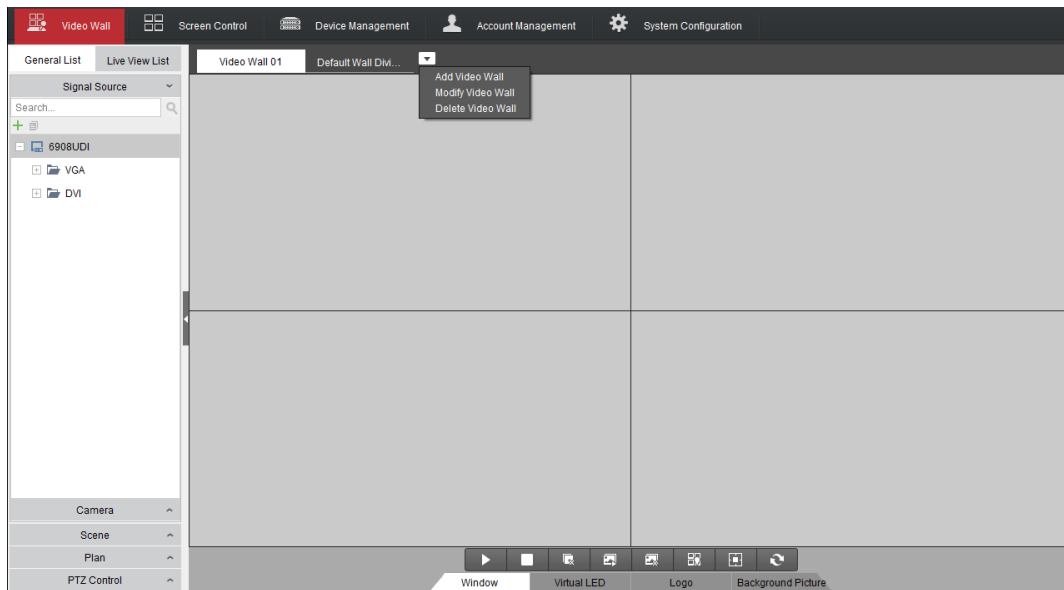 Video Wall Screen Control Device Management Account Management System Configuration
General List Live View List Video Wall 01 Default Wall Divi...
Add Video Wall
Modify Video Wall
Delete Video Wall
Signal Source
Search...
6908UDI
VGA
DVI
Camera
Scene
Plan
PTZ Control
Window Virtual LED Logo Background Picture